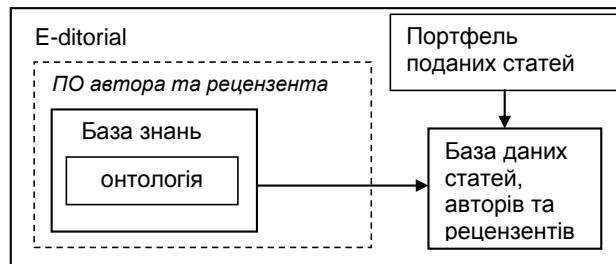 E-ditorial
Портфель
поданих статей
ПО автора та рецензента
База знань
онтологія
База даних
статей,
авторів та
рецензентів